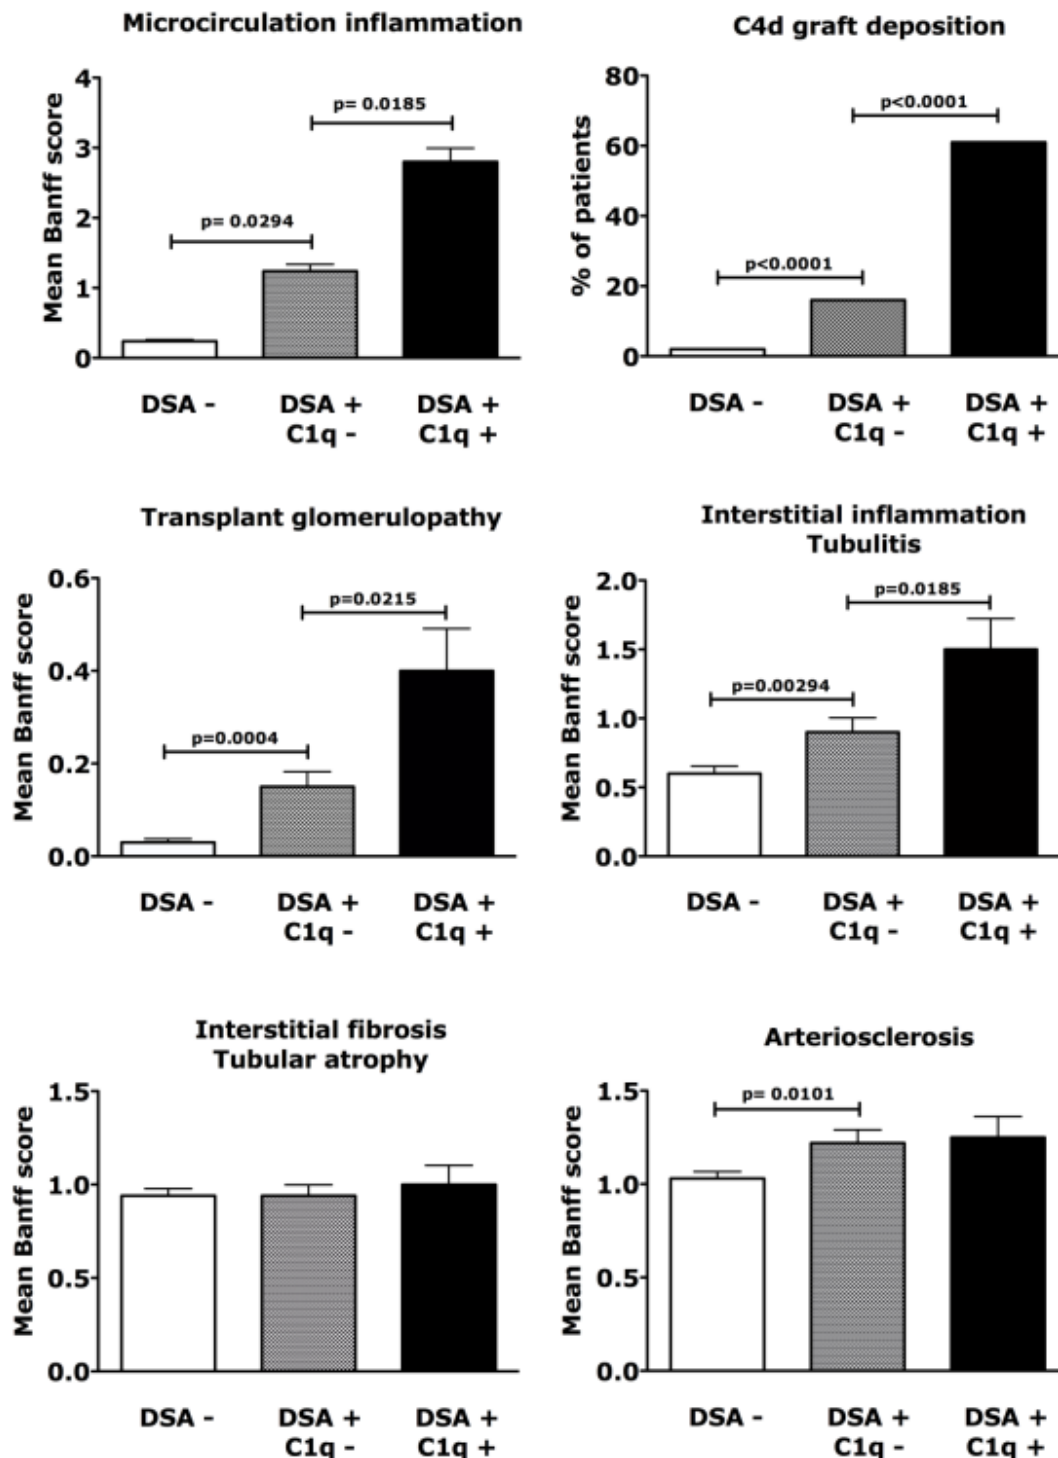 Microcirculation inflammation
Mean Banff score
4
3
2
1
0
p= 0.0294
p= 0.0185
DSA -
DSA +
C1q -
DSA +
C1q +
C4d graft deposition
% of patients
80
60
40
20
0
p<0.0001
p<0.0001
DSA -
DSA +
C1q -
DSA +
C1q +
Transplant glomerulopathy
Mean Banff score
0.6
0.4
0.2
0.0
p=0.0004
p=0.0215
DSA -
DSA +
C1q -
DSA +
C1q +
Interstitial inflammation
Tubulitis
Mean Banff score
2.0
1.5
1.0
0.5
0.0
p=0.00294
p=0.0185
DSA -
DSA +
C1q -
DSA +
C1q +
Interstitial fibrosis
Tubular atrophy
Mean Banff score
1.5
1.0
0.5
0.0
DSA -
DSA +
C1q -
DSA +
C1q +
Arteriosclerosis
Mean Banff score
1.5
1.0
0.5
0.0
p= 0.0101
DSA -
DSA +
C1q -
DSA +
C1q +